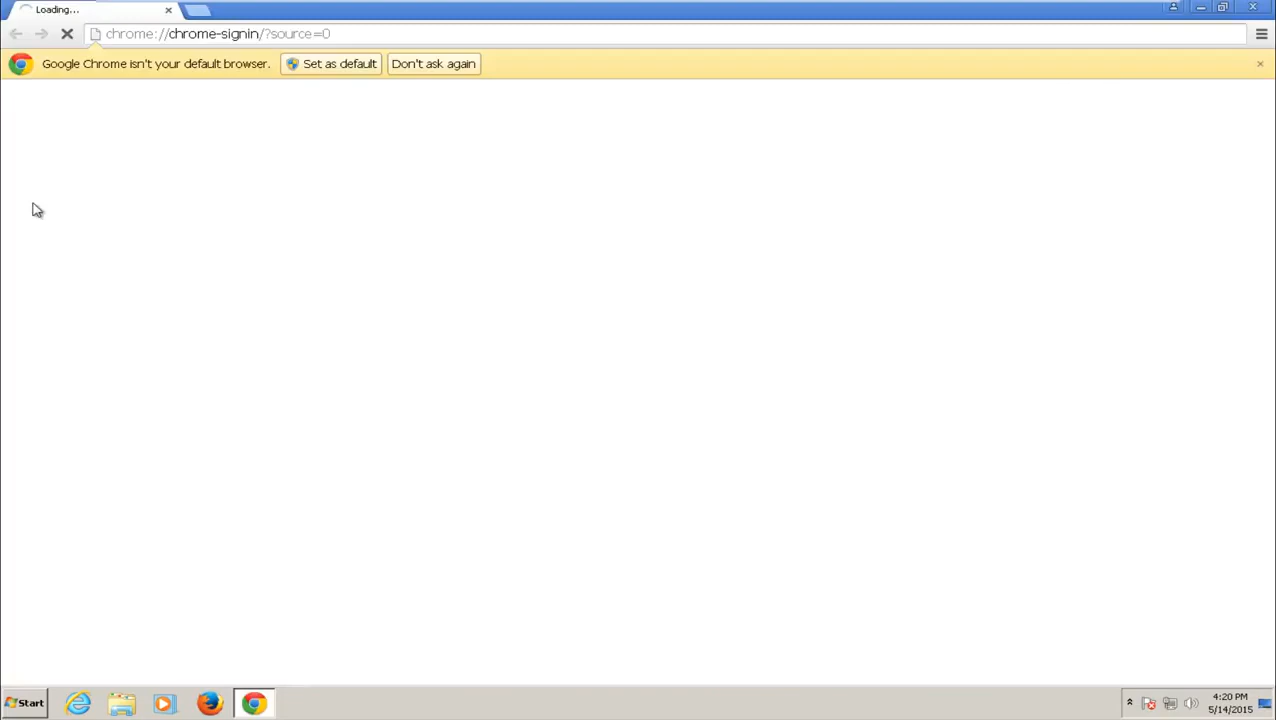 Loading...
chrome://chrome-signin/?source=0
Google Chrome isn't your default browser. Set as default Don't ask again
Start
4:20 PM
5/14/2015